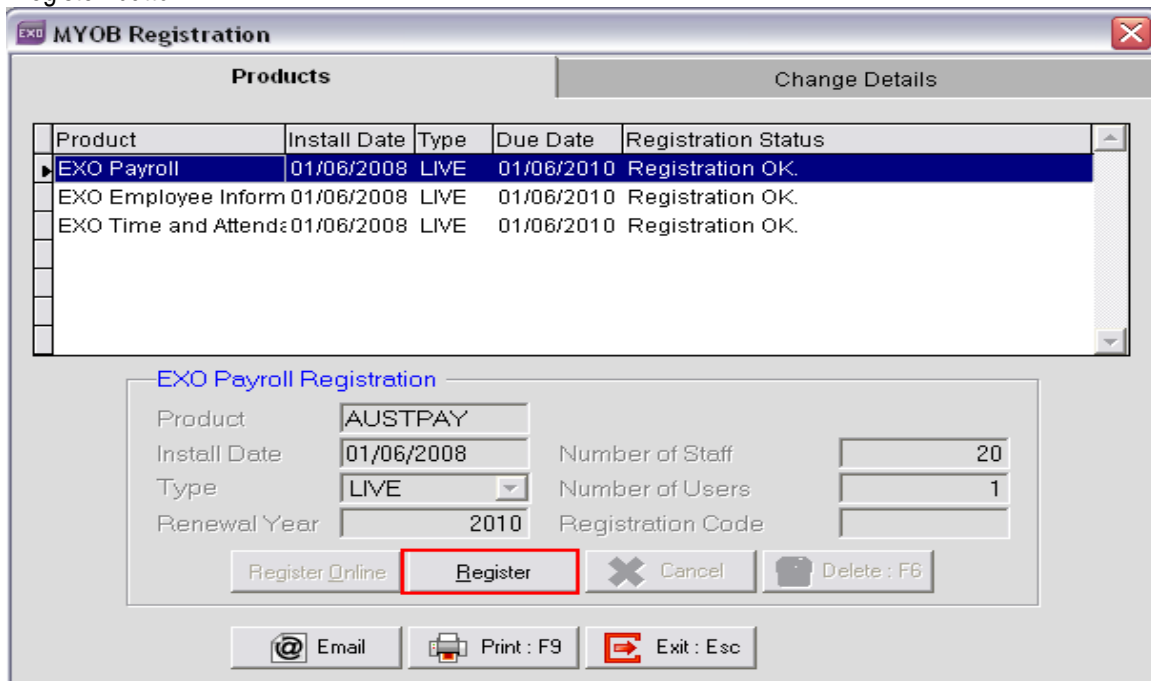 EXO MYOB Registration
Products Change Details
Product Install Date Type Due Date Registration Status
EXO Payroll 01/06/2008 LIVE 01/06/2010 Registration OK.
EXO Employee Inform 01/06/2008 LIVE 01/06/2010 Registration OK.
EXO Time and Attenda 01/06/2008 LIVE 01/06/2010 Registration OK.
EXO Payroll Registration
Product AUSTPAY
Install Date 01/06/2008 Number of Staff 20
Type LIVE Number of Users 1
Renewal Year 2010 Registration Code
Register Online Register Cancel Delete : F6
@ Email Print : F9 Exit : Esc